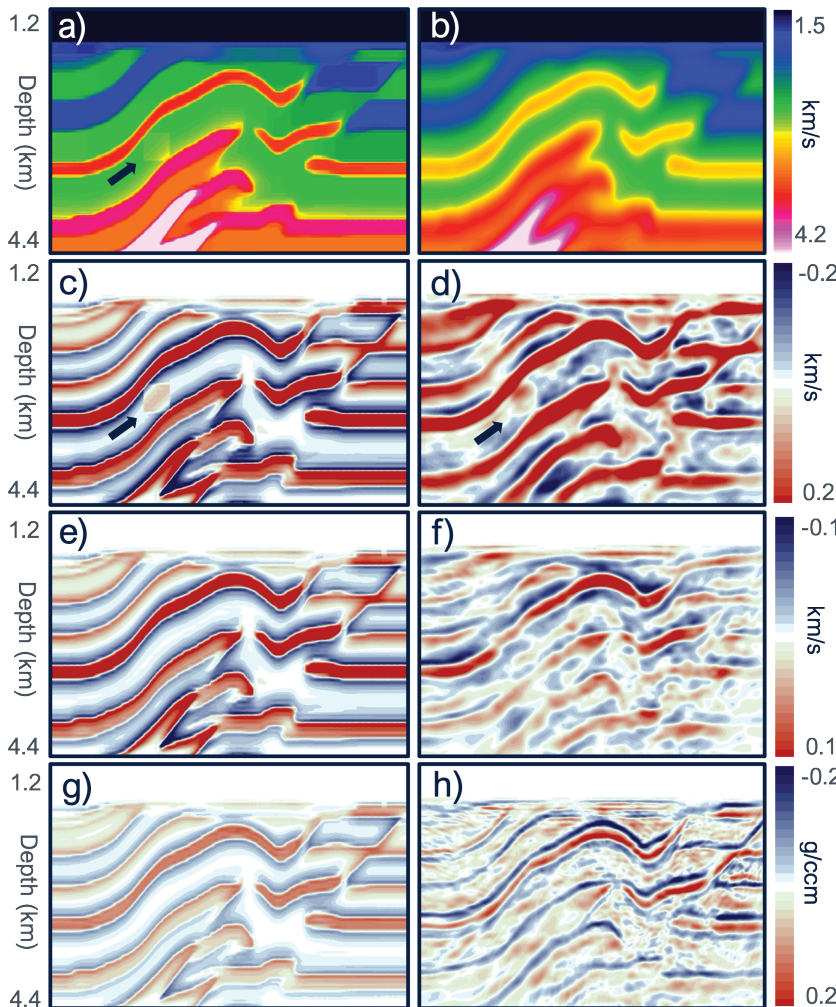 a) b)
1.2
Depth (km)
4.4
1.5
km/s
4.2
c) d)
1.2
Depth (km)
4.4
-0.2
km/s
0.2
e) f)
1.2
Depth (km)
4.4
-0.1
km/s
0.1
g) h)
1.2
Depth (km)
4.4
-0.2
g/ccm
0.2